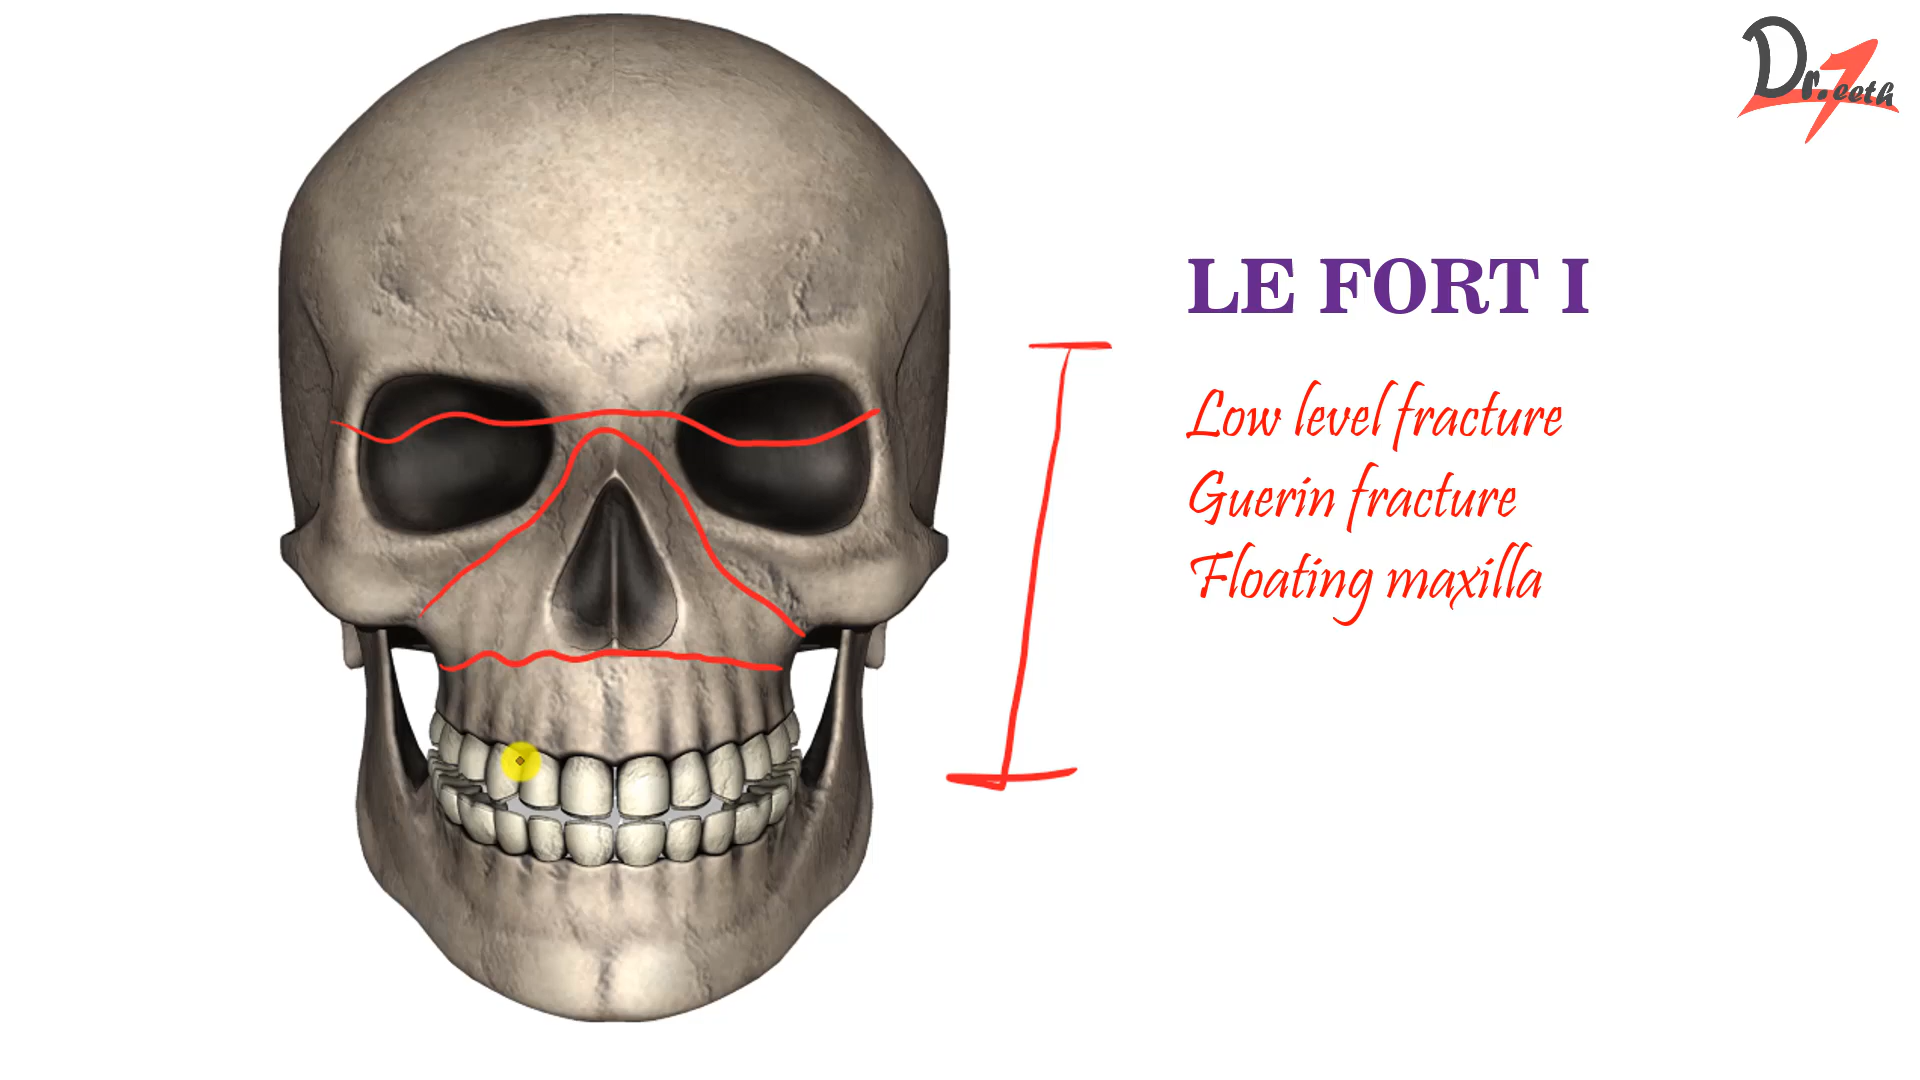 Dr. Teeth
LE FORT I
Low level fracture
Guerin fracture
Floating maxilla